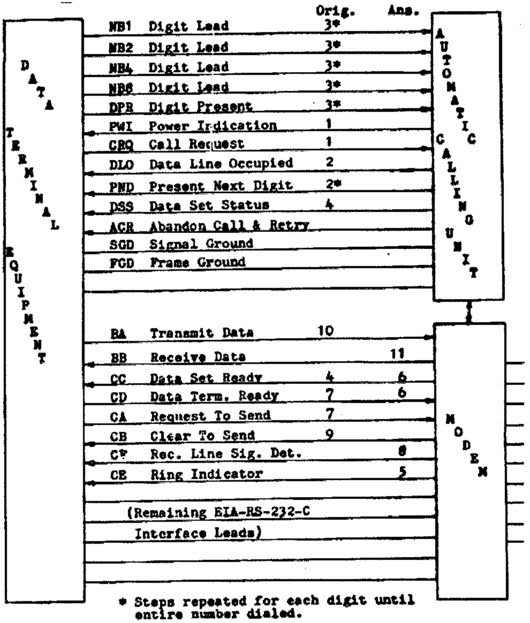 Orig. Ans.
NB1 Digit Lead 3*
NB2 Digit Lead 3*
NB4 Digit Lead 3*
NB8 Digit Lead 3*
DPR Digit Present 3*
PWI Power Indication 1
CRQ Call Request 1
DLO Data Line Occupied 2
PND Present Next Digit 2*
DSS Data Set Status 4
ACR Abandon Call & Retry
SGD Signal Ground
FGD Frame Ground
DATA TERMINAL EQUIPMENT
AUTOMATIC CALLING UNIT
BA Transmit Data 10
BB Receive Data 11
CC Data Set Ready 4 6
CD Data Term. Ready 7 6
CA Request To Send 7
CB Clear To Send 9
CF Rec. Line Sig. Det. 8
CE Ring Indicator 5
MODEM
(Remaining EIA-RS-232-C
Interface Leads)
* Steps repeated for each digit until
entire number dialed.